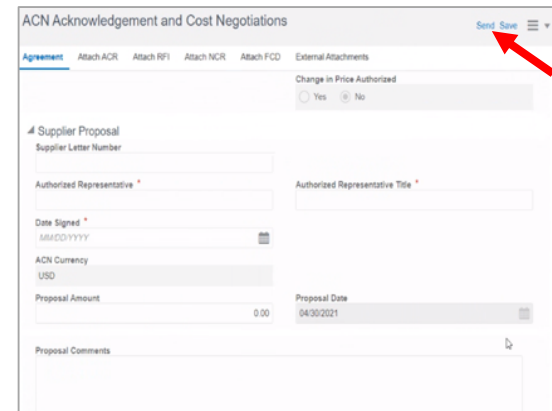 ACN Acknowledgement and Cost Negotiations
Send Save
Agreement Attach ACR Attach RFI Attach NCR Attach FCD External Attachments
Change in Price Authorized
Yes No
Supplier Proposal
Supplier Letter Number
Authorized Representative * Authorized Representative Title *
Date Signed *
MM/DD/YYYY
ACN Currency
USD
Proposal Amount Proposal Date
0.00 04/30/2021
Proposal Comments